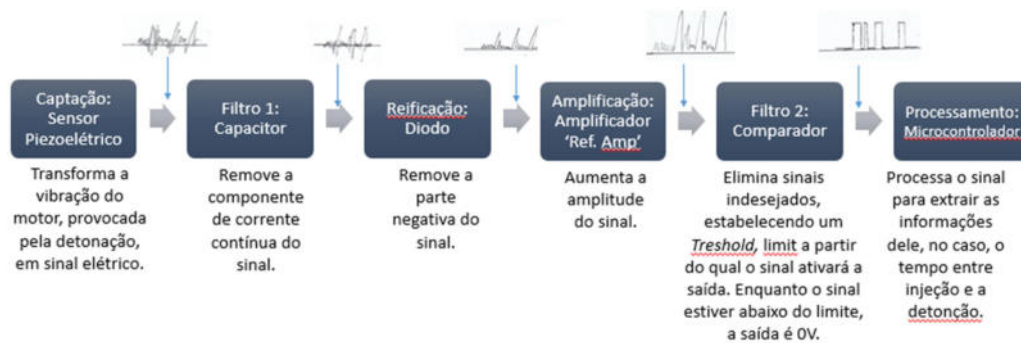 Captação:
Sensor
Piezoelétrico
Transforma a
vibração do
motor, provocada
pela detonação,
em sinal elétrico.
Filtro 1:
Capacitor
Remove a
componente
de corrente
contínua do
sinal.
Reificação:
Diodo
Remove a
parte
negativa do
sinal.
Amplificação:
Amplificador
‘Ref. Amp’
Aumenta a
amplitude
do sinal.
Filtro 2:
Comparador
Elimina sinais
indesejados,
estabelecendo um
Treshold, limit a partir
do qual o sinal ativará a
saída. Enquanto o sinal
estiver abaixo do limite,
a saída é 0V.
Processamento:
Microcontrolador
Processa o sinal
para extrair as
informações
dele, no caso, o
tempo entre
injeção e a
detonção.